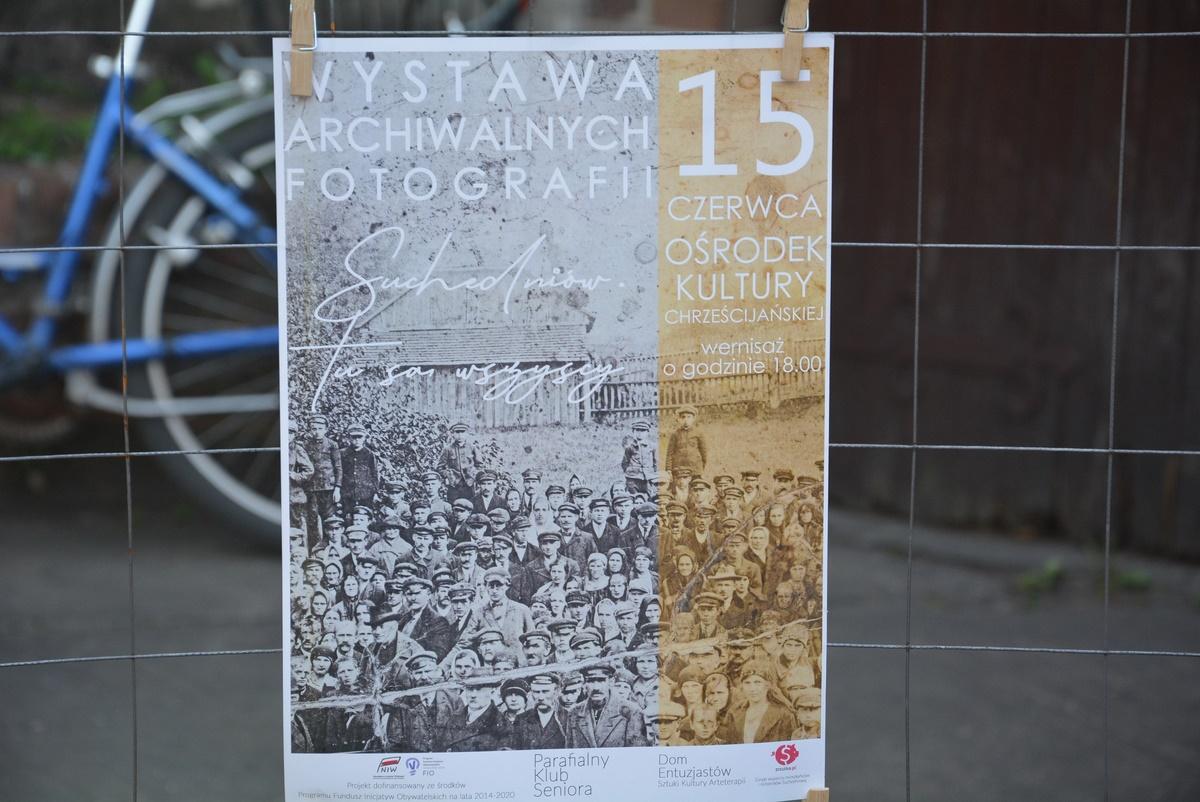 WYSTAWA
ARCHIWALNYCH
FOTOGRAFII
Suchedniów.
Tu są wszyscy
15
CZERWCA
OŚRODEK
KULTURY
CHRZEŚCIJAŃSKIEJ
wernisaż
o godzinie 18.00
NIW
FIO
Projekt dofinansowany ze środków
Programu Fundusz Inicjatyw Obywatelskich na lata 2014-2020
Parafialny
Klub
Seniora
Dom
Entuzjastów
Sztuki Kultury Arteterapii